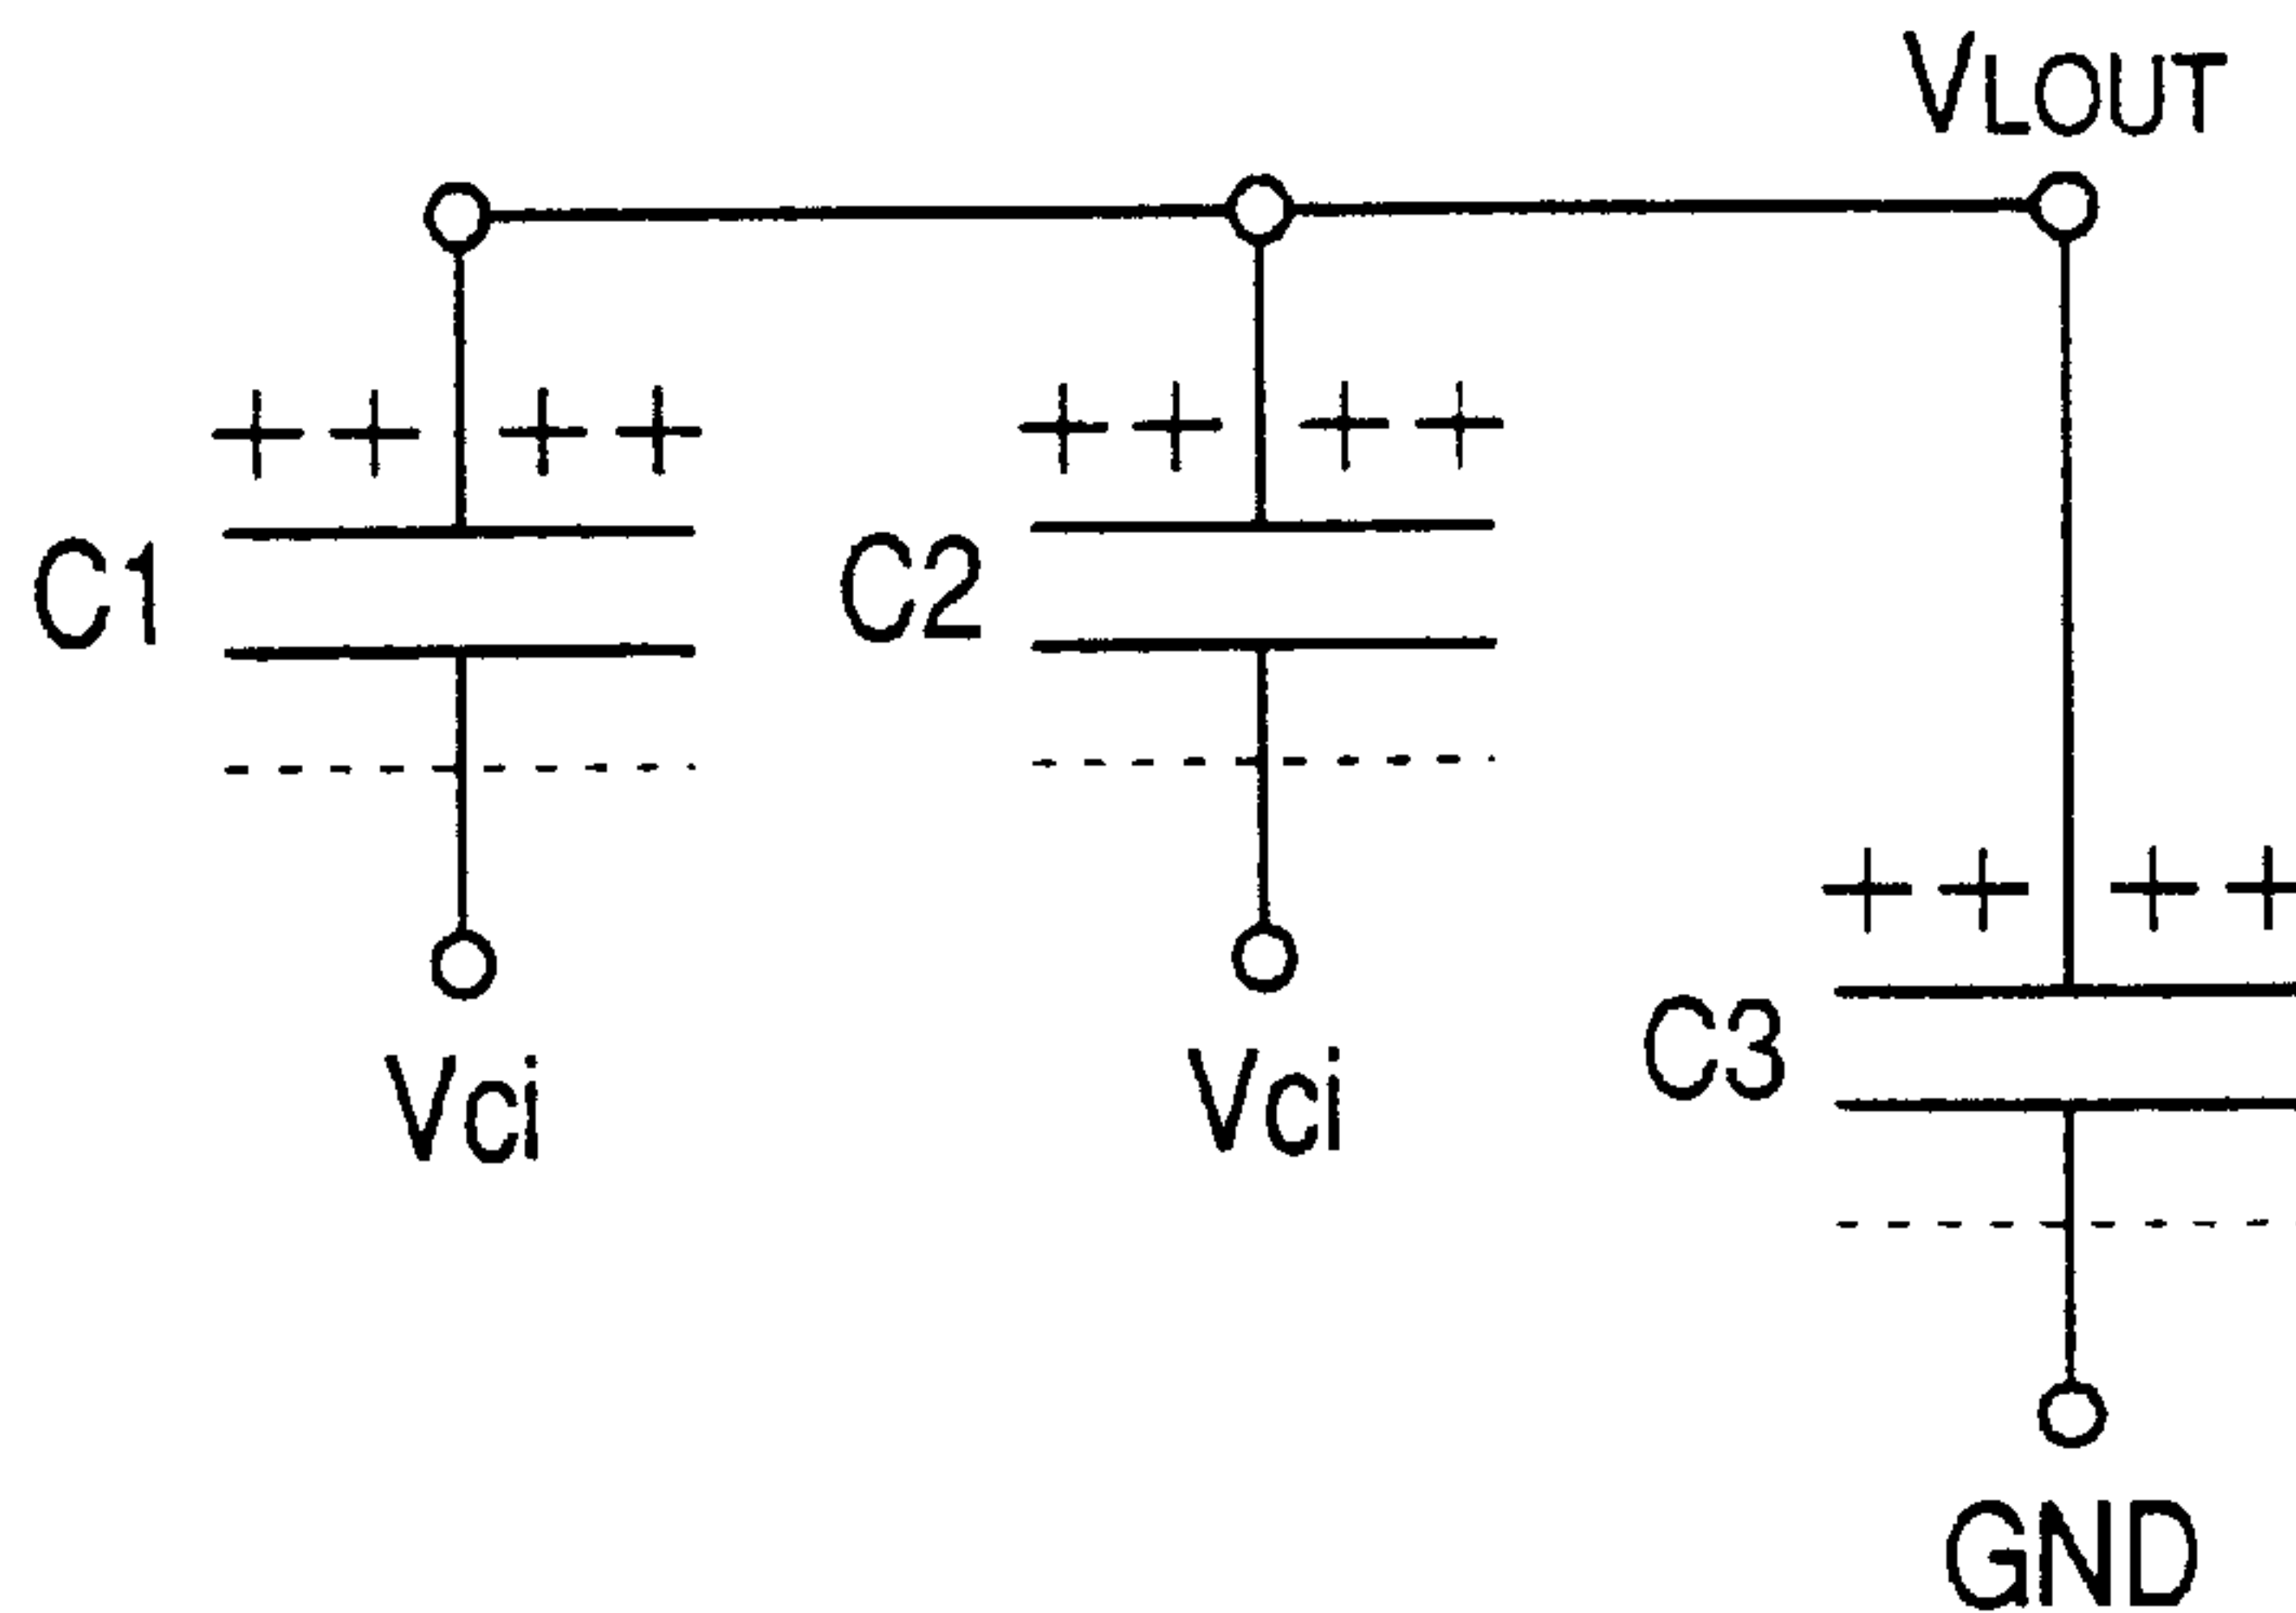 VLOUT
+ + + +
+ + + +
C1
C2
+ + + +
Vci
Vci
C3
GND